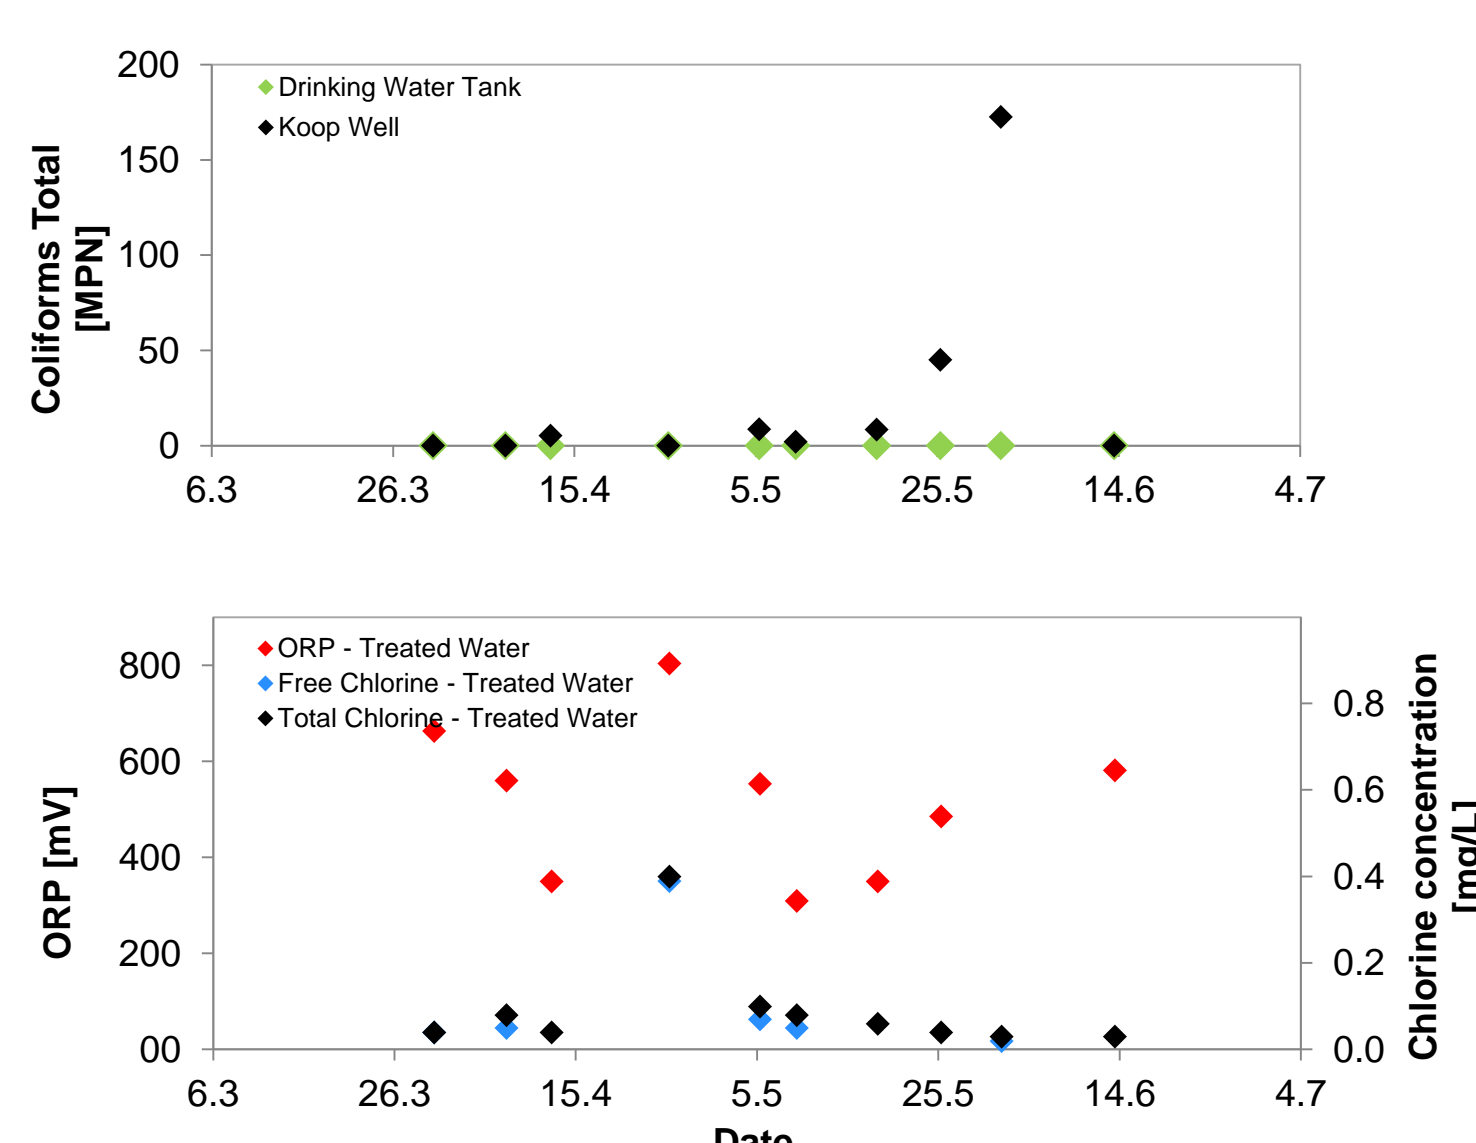 200
Drinking Water Tank
Koop Well
150
100
50
0
Coliforms Total
[MPN]
6.3 26.3 15.4 5.5 25.5 14.6 4.7
ORP - Treated Water
Free Chlorine - Treated Water
Total Chlorine - Treated Water
800
600
400
200
00
ORP [mV]
0.8
0.6
0.4
0.2
0.0
Chlorine concentration
[mg/L]
6.3 26.3 15.4 5.5 25.5 14.6 4.7
Date